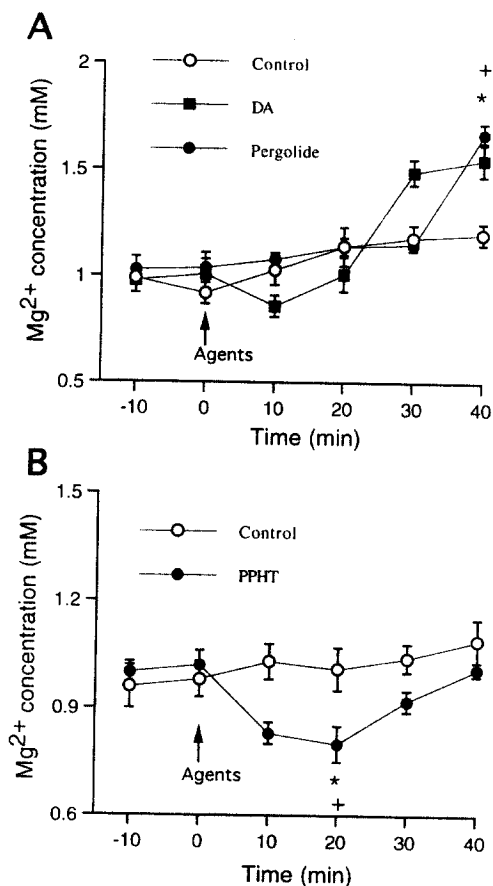 A
2
1.5
1
0.5
Mg2+ concentration (mM)
Control
DA
Pergolide
+
*
Agents
-10 0 10 20 30 40
Time (min)
B
1.5
1.2
0.9
0.6
Mg2+ concentration (mM)
Control
PPHT
Agents
*
+
-10 0 10 20 30 40
Time (min)